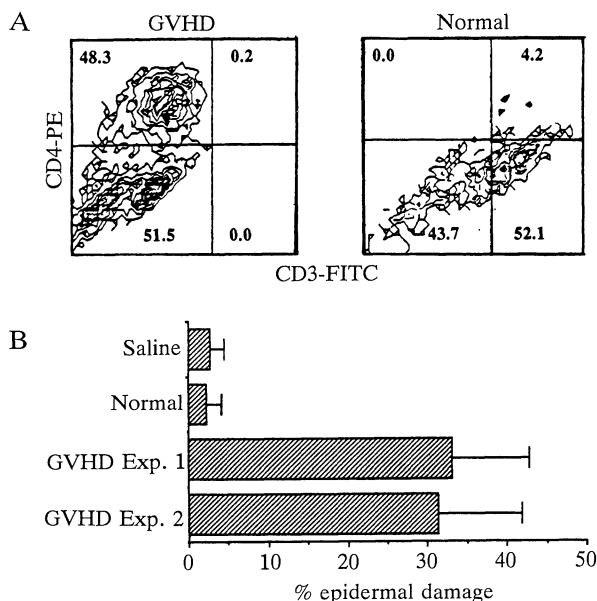 A
GVHD
Normal
48.3
0.2
0.0
4.2
CD4-PE
51.5
0.0
43.7
52.1
CD3-FITC
B
Saline
Normal
GVHD Exp. 1
GVHD Exp. 2
0
10
20
30
40
50
% epidermal damage